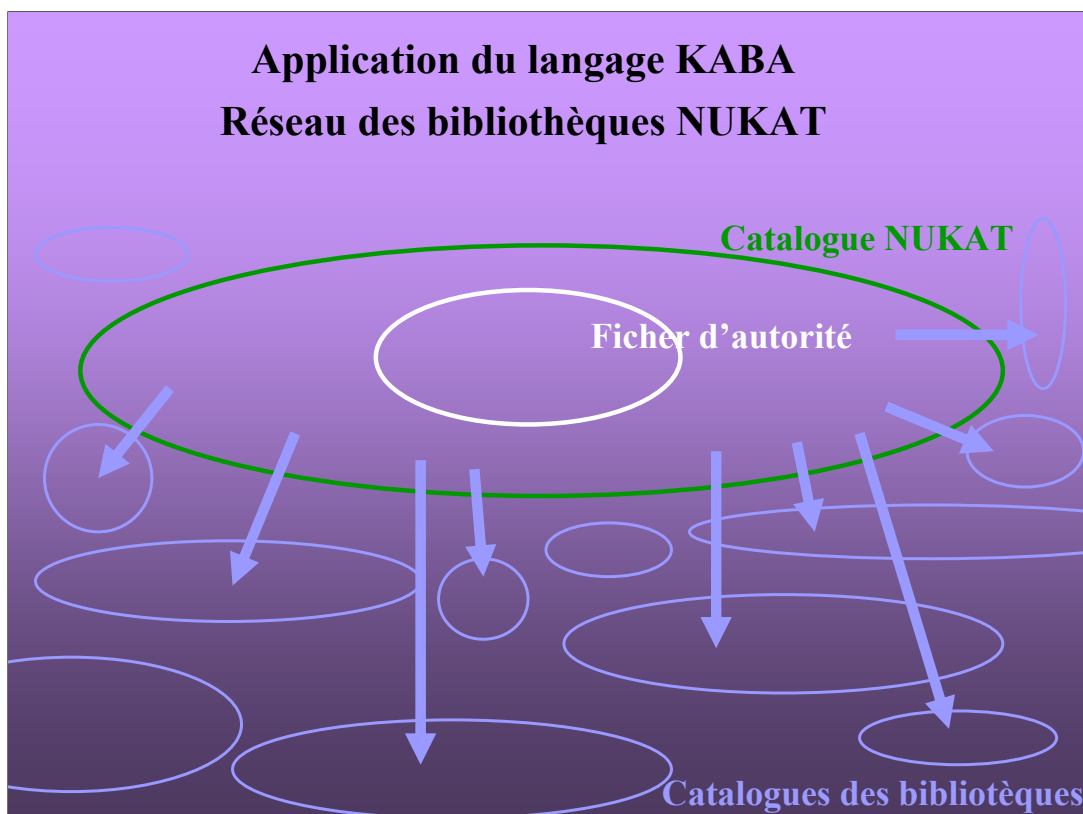 Application du langage KABA
Réseau des bibliothèques NUKAT
Catalogue NUKAT
Ficher d’autorité
Catalogues des bibliotèques